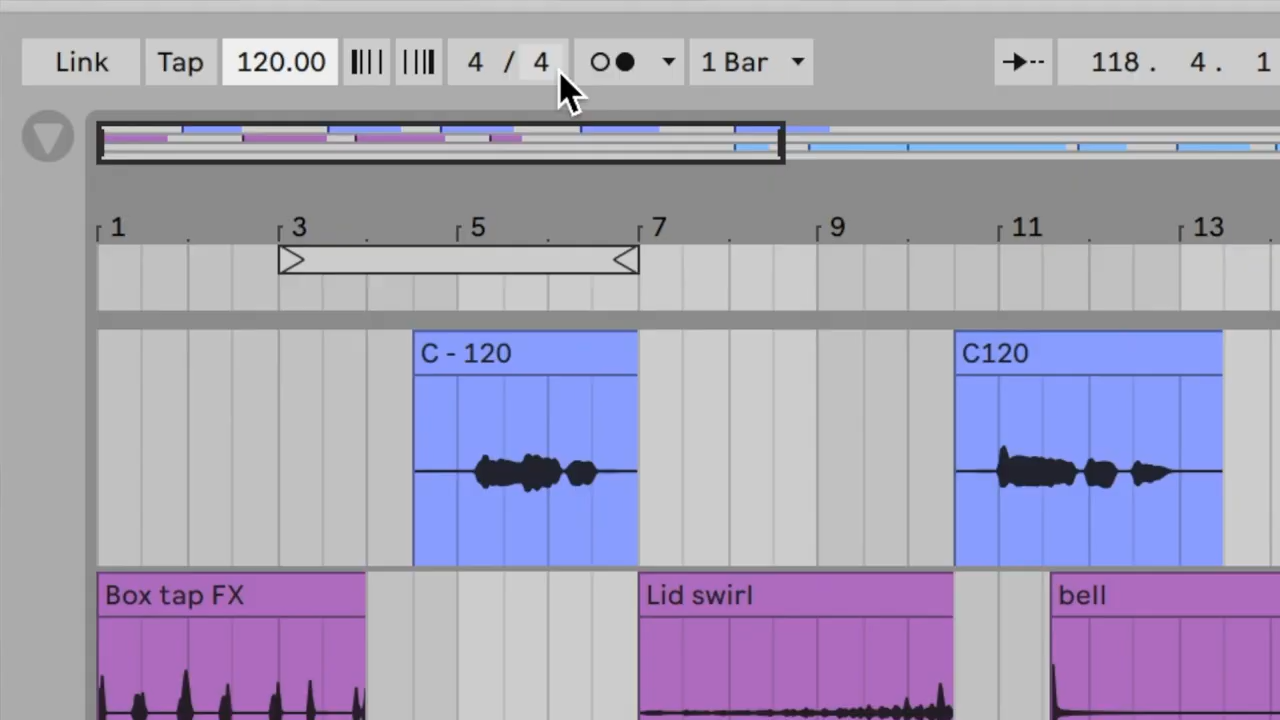 Link Tap 120.00 4 / 4 1 Bar 118. 4. 1
1 3 5 7 9 11 13
C - 120 C120
Box tap FX Lid swirl bell